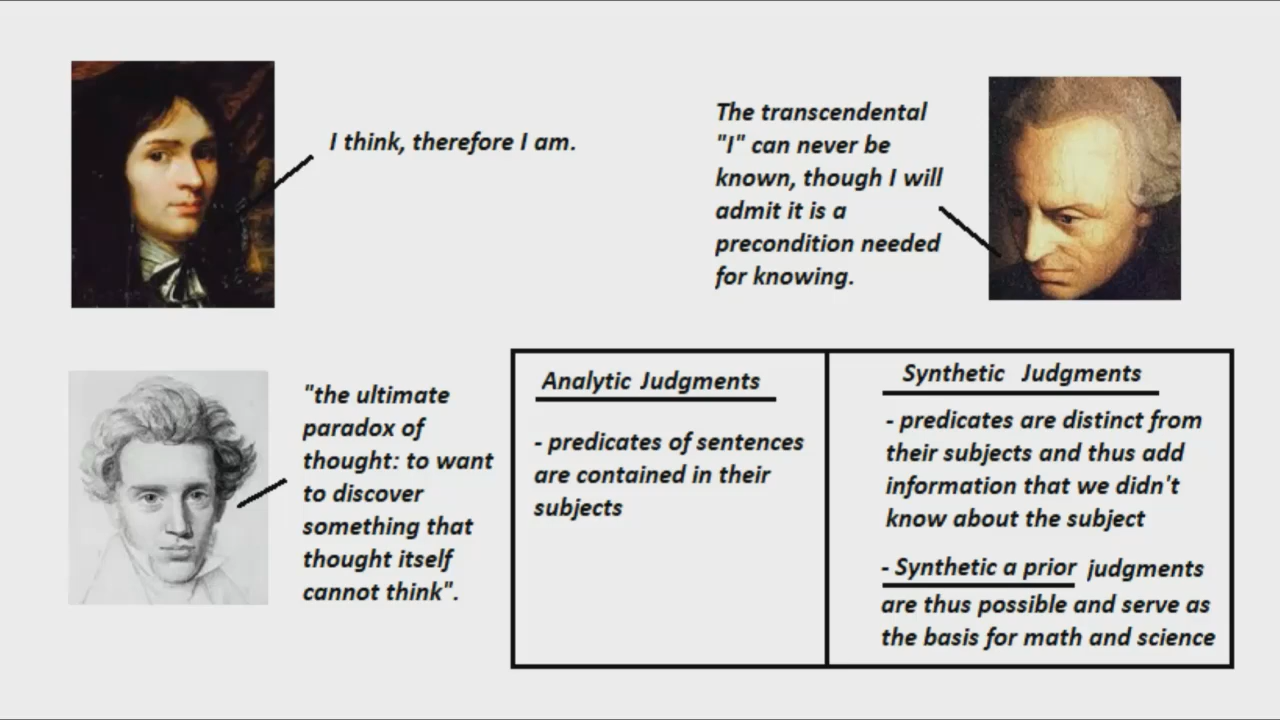 I think, therefore I am.
The transcendental
"I" can never be
known, though I will
admit it is a
precondition needed
for knowing.
"the ultimate
paradox of
thought: to want
to discover
something that
thought itself
cannot think".
Analytic Judgments
- predicates of sentences
are contained in their
subjects
Synthetic Judgments
- predicates are distinct from
their subjects and thus add
information that we didn't
know about the subject
- Synthetic a prior judgments
are thus possible and serve as
the basis for math and science